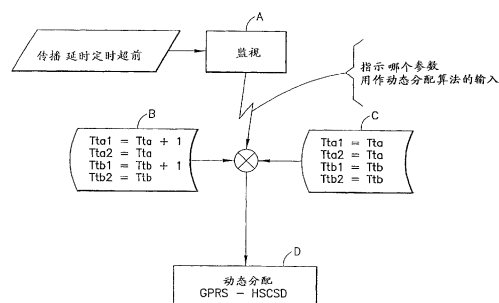 A
传播 延时定时超前
监视
指示 哪个参数
用作动态分配算法的输入
B
Tta1 = Tta + 1
Tta2 = Tta
Ttb1 = Ttb + 1
Ttb2 = Ttb
C
Tta1 = Tta
Tta2 = Tta
Ttb1 = Ttb
Ttb2 = Ttb
D
动态分配
GPRS - HSCSD